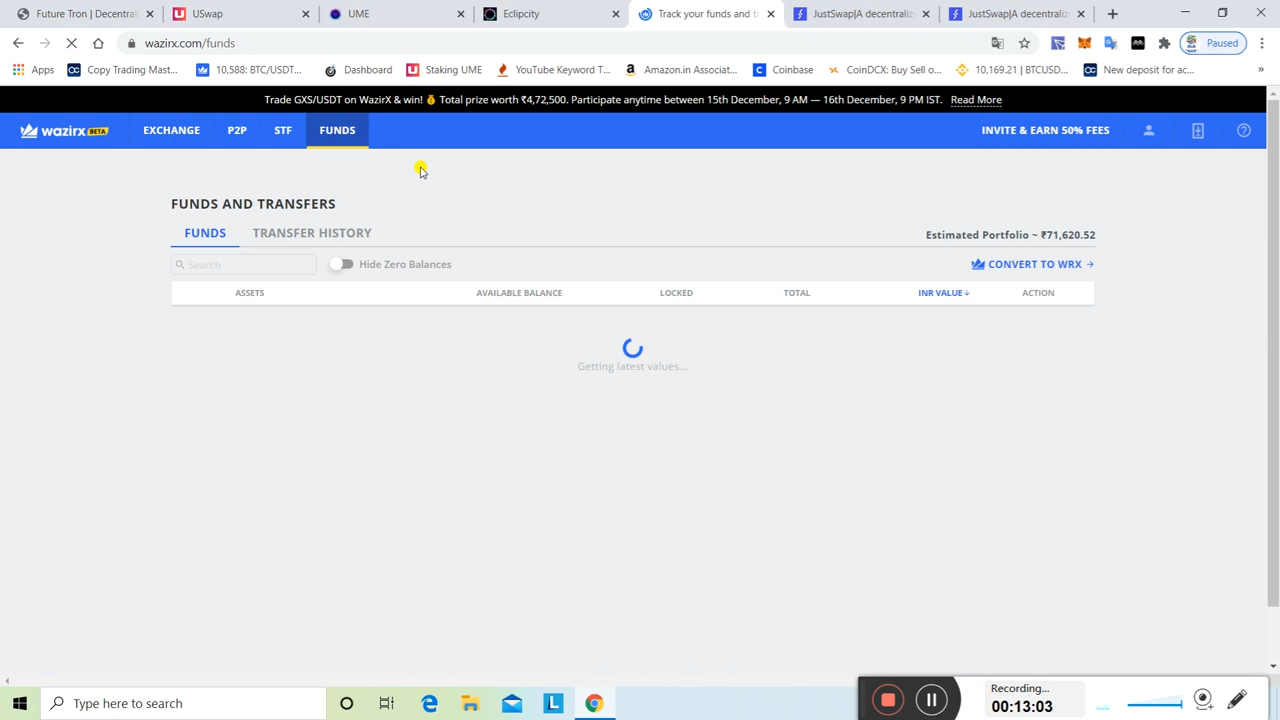 Future Tron | Decentrali
USwap
UME
Eclipcity
Track your funds and t
JustSwap|A decentraliz
JustSwap|A decentraliz
wazirx.com/funds
Paused
Apps
Copy Trading Mast...
10,588: BTC/USDT...
Dashboard
Staking UME
YouTube Keyword T...
Amazon.in Associat...
Coinbase
CoinDCX: Buy Sell o...
10,169.21 | BTCUSD...
New deposit for ac...
Trade GXS/USDT on WazirX & win! 💰 Total prize worth ₹4,72,500. Participate anytime between 15th December, 9 AM — 16th December, 9 PM IST. Read More
wazirx BETA
EXCHANGE
P2P
STF
FUNDS
INVITE & EARN 50% FEES
FUNDS AND TRANSFERS
FUNDS
TRANSFER HISTORY
Estimated Portfolio ~ ₹71,620.52
Search
Hide Zero Balances
CONVERT TO WRX →
ASSETS
AVAILABLE BALANCE
LOCKED
TOTAL
INR VALUE↓
ACTION
Getting latest values...
Type here to search
Recording...
00:13:03